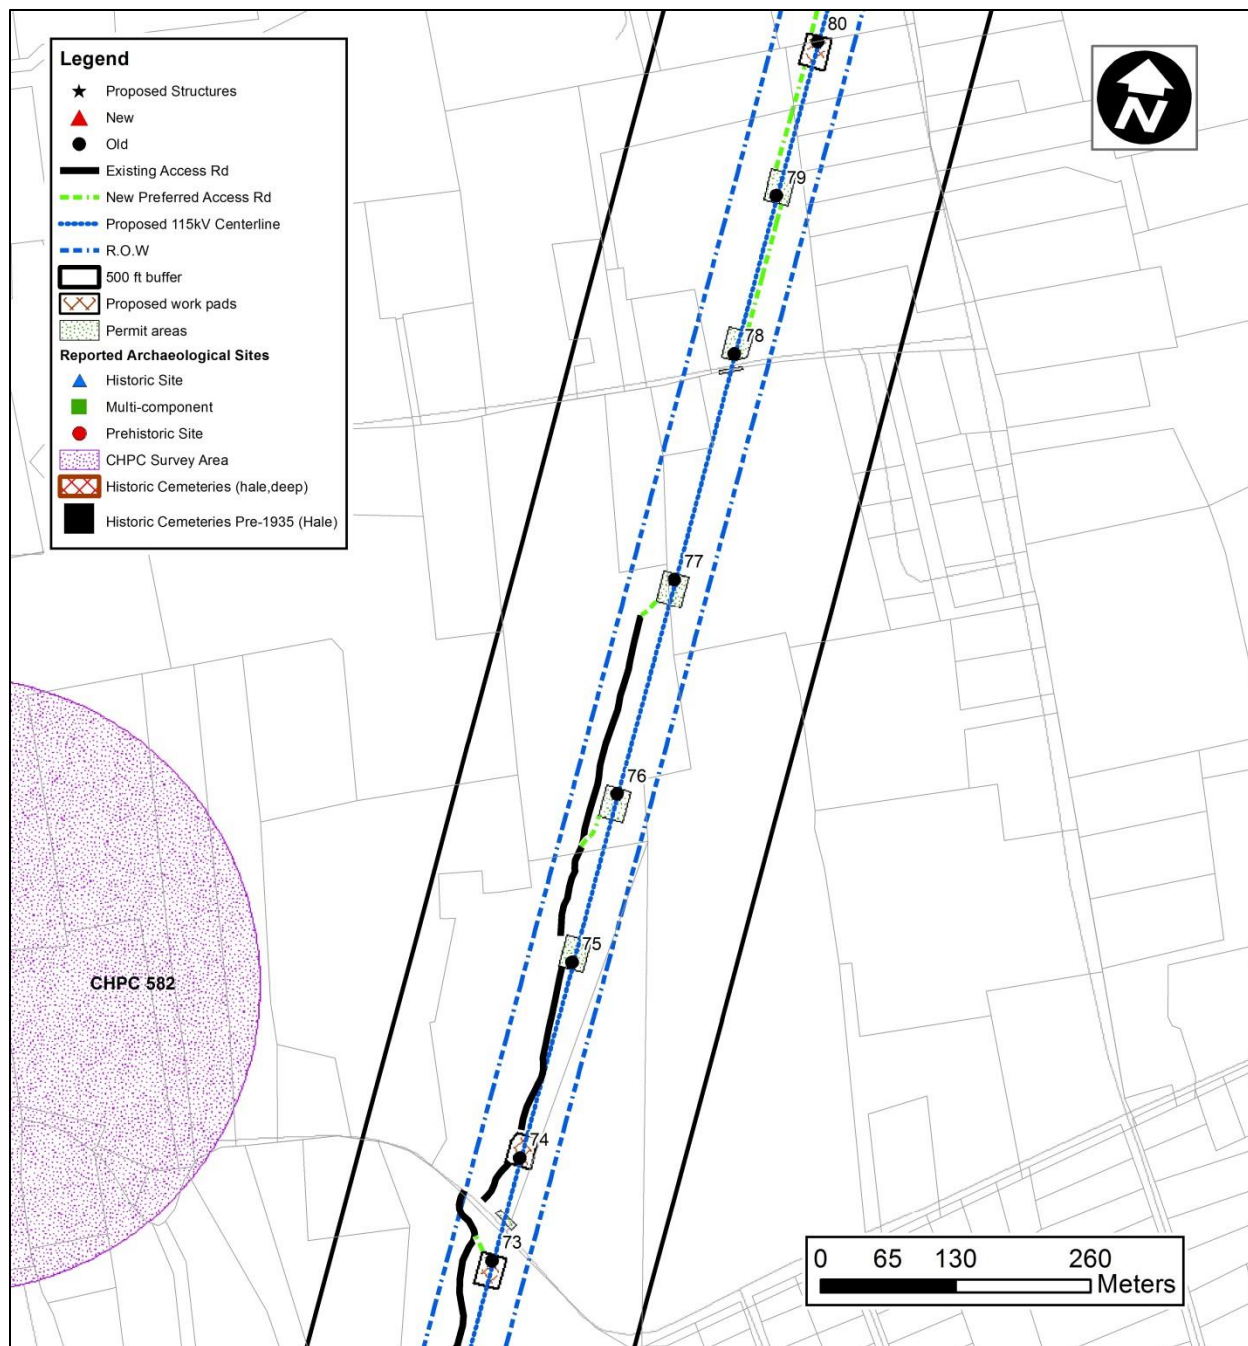 Legend
Proposed Structures
New
Old
Existing Access Rd
New Preferred Access Rd
Proposed 115kV Centerline
R.O.W
500 ft buffer
Proposed work pads
Permit areas
Reported Archaeological Sites
Historic Site
Multi-component
Prehistoric Site
CHPC Survey Area
Historic Cemeteries (hale,deep)
Historic Cemeteries Pre-1935 (Hale)
N
80
79
78
77
76
75
CHPC 582
74
73
0 65 130 260
Meters